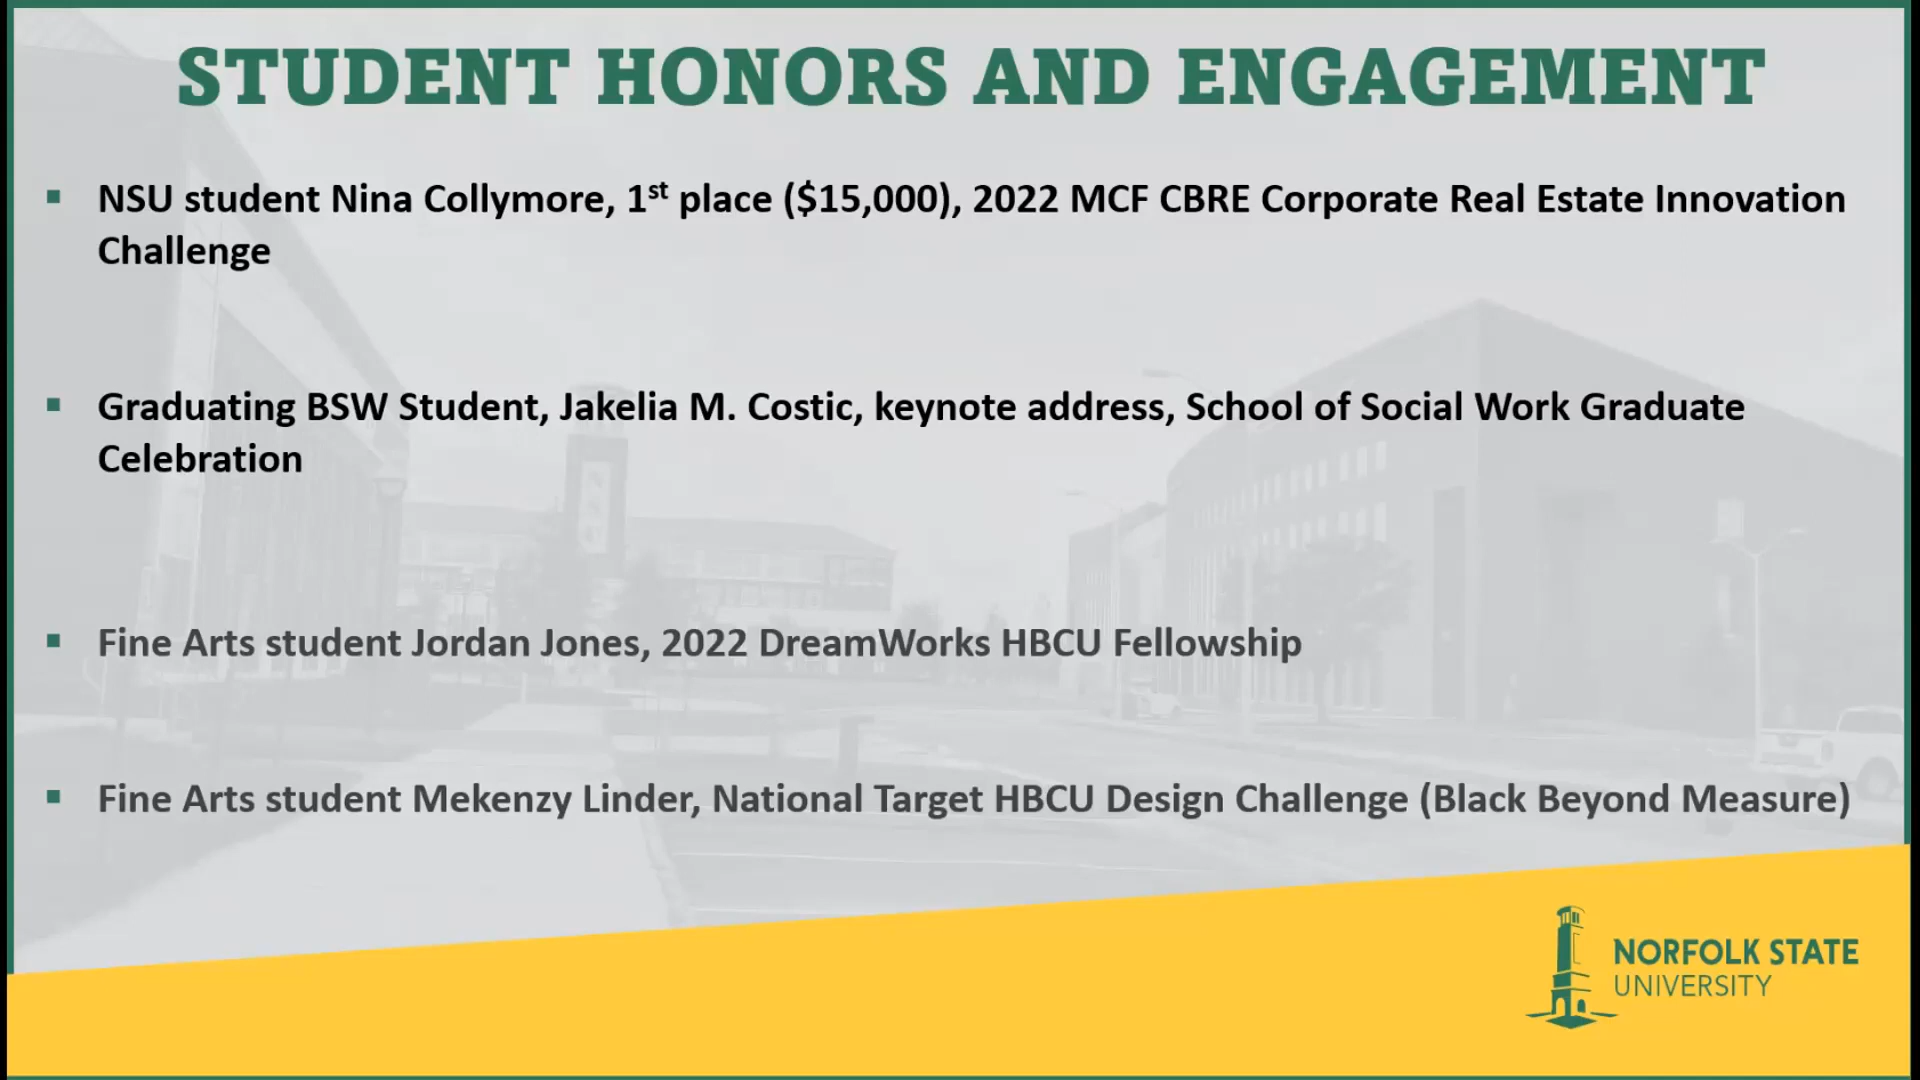 STUDENT HONORS AND ENGAGEMENT
▪ NSU student Nina Collymore, 1st place ($15,000), 2022 MCF CBRE Corporate Real Estate Innovation
Challenge
▪ Graduating BSW Student, Jakelia M. Costic, keynote address, School of Social Work Graduate
Celebration
▪ Fine Arts student Jordan Jones, 2022 DreamWorks HBCU Fellowship
▪ Fine Arts student Mekenzy Linder, National Target HBCU Design Challenge (Black Beyond Measure)
NORFOLK STATE
UNIVERSITY